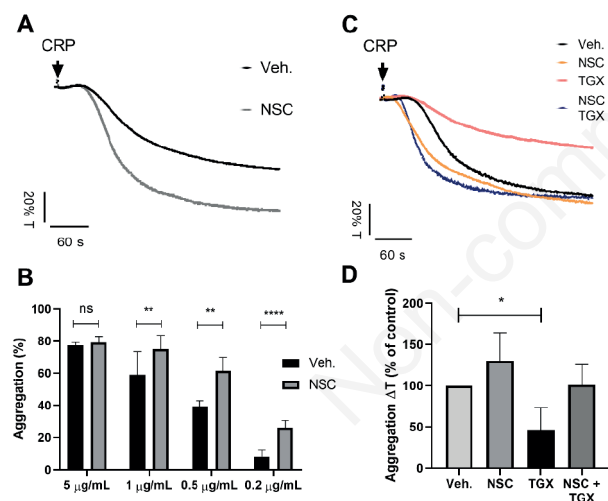 A
CRP
Veh.
NSC
20% T
60 s
C
CRP
Veh.
NSC
TGX
NSC
TGX
20% T
60 s
B
Aggregation (%)
100
80
60
40
20
0
ns
**
**
****
Veh.
NSC
5 μg/mL 1 μg/mL 0.5 μg/mL 0.2 μg/mL
D
Aggregation ΔT (% of control)
200
150
100
50
0
*
Veh. NSC TGX NSC +
TGX
Non-comm